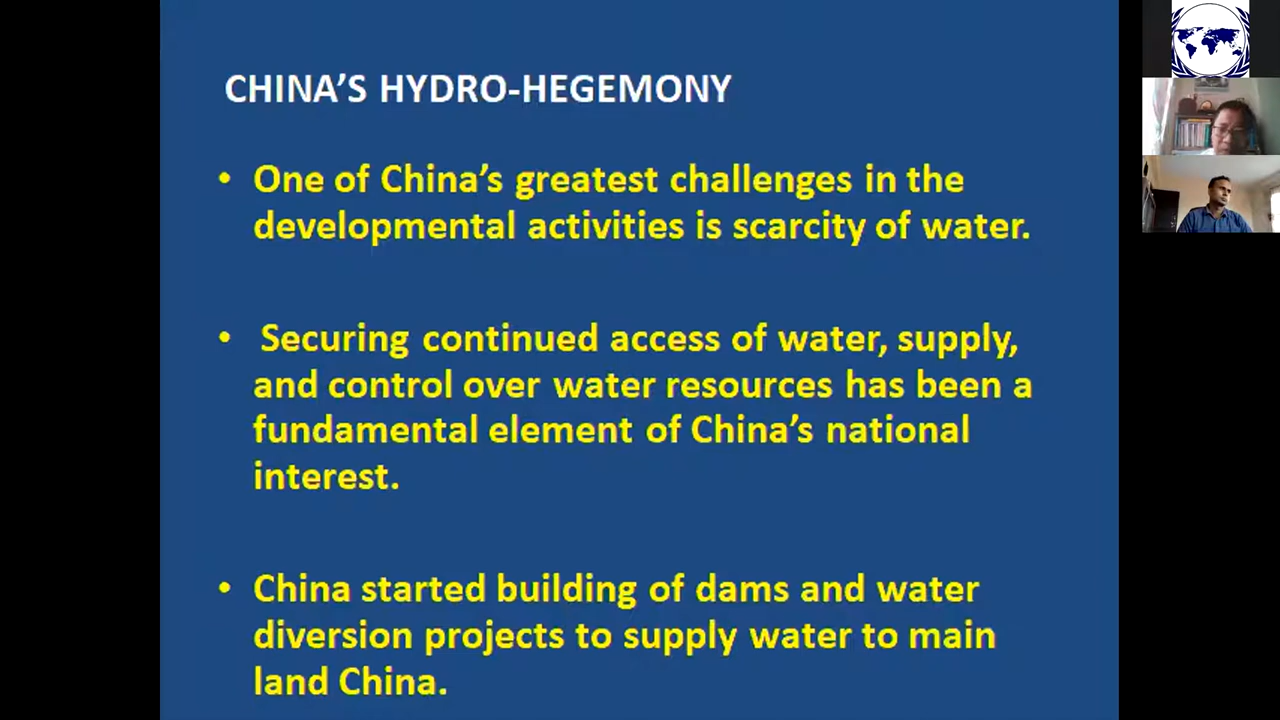 CHINA'S HYDRO-HEGEMONY
• One of China's greatest challenges in the
developmental activities is scarcity of water.
• Securing continued access of water, supply,
and control over water resources has been a
fundamental element of China's national
interest.
• China started building of dams and water
diversion projects to supply water to main
land China.